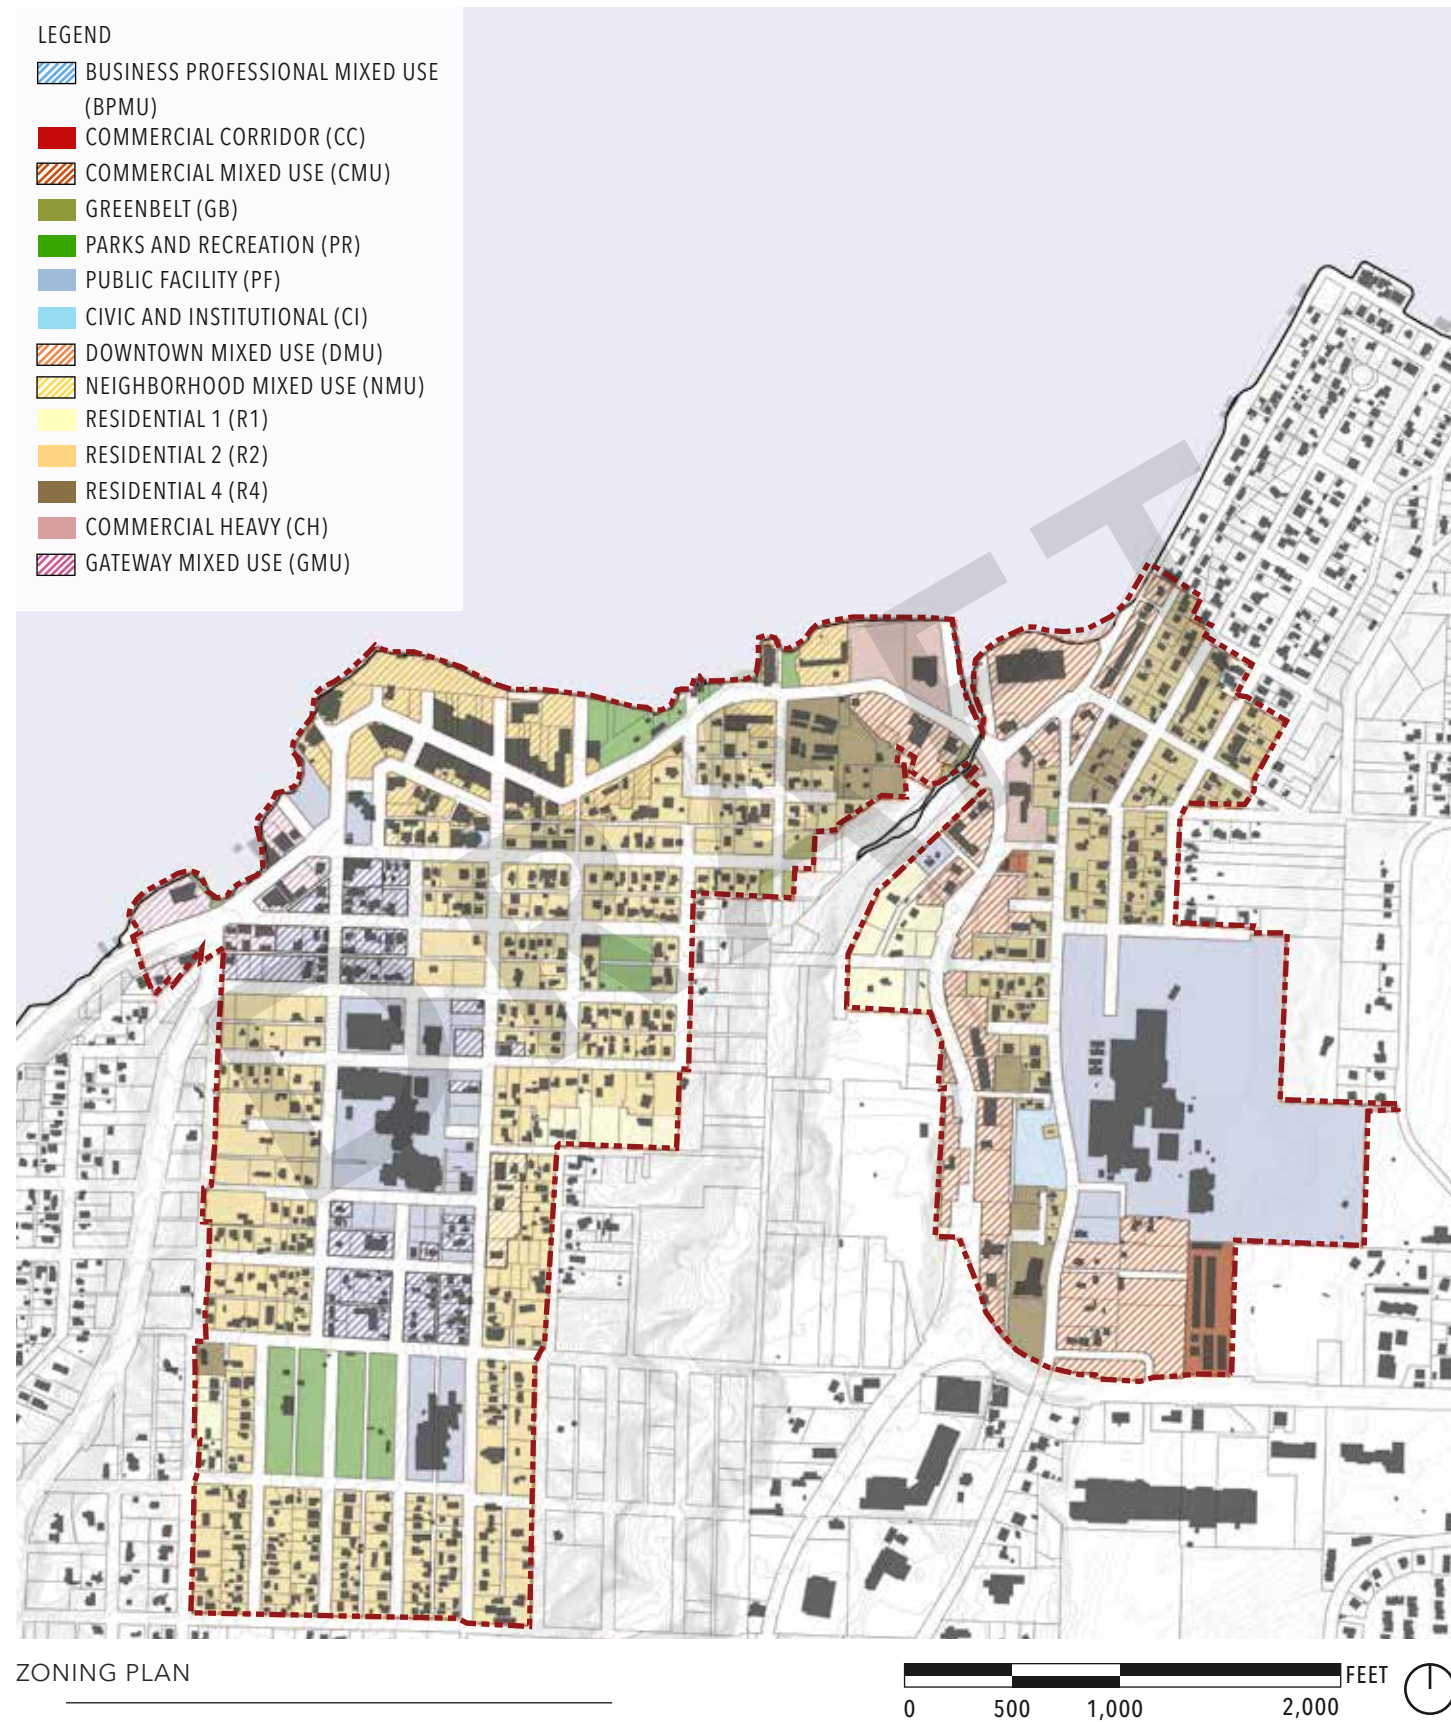 LEGEND
BUSINESS PROFESSIONAL MIXED USE
(BPMU)
COMMERCIAL CORRIDOR (CC)
COMMERCIAL MIXED USE (CMU)
GREENBELT (GB)
PARKS AND RECREATION (PR)
PUBLIC FACILITY (PF)
CIVIC AND INSTITUTIONAL (CI)
DOWNTOWN MIXED USE (DMU)
NEIGHBORHOOD MIXED USE (NMU)
RESIDENTIAL 1 (R1)
RESIDENTIAL 2 (R2)
RESIDENTIAL 4 (R4)
COMMERCIAL HEAVY (CH)
GATEWAY MIXED USE (GMU)
DRAFT
ZONING PLAN
FEET
0 500 1,000 2,000